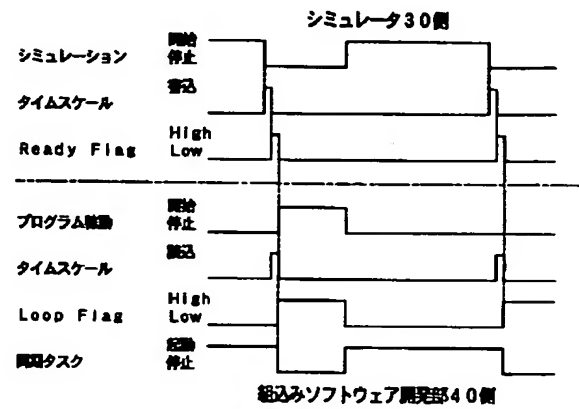 シミュレータ30側
開始
シミュレーション 停止
書込
タイムスケール
High
Ready Flag Low
開始
プログラム駆動 停止
読込
タイムスケール
High
Loop Flag Low
起動
同期タスク 停止
組込みソフトウェア開発部40側